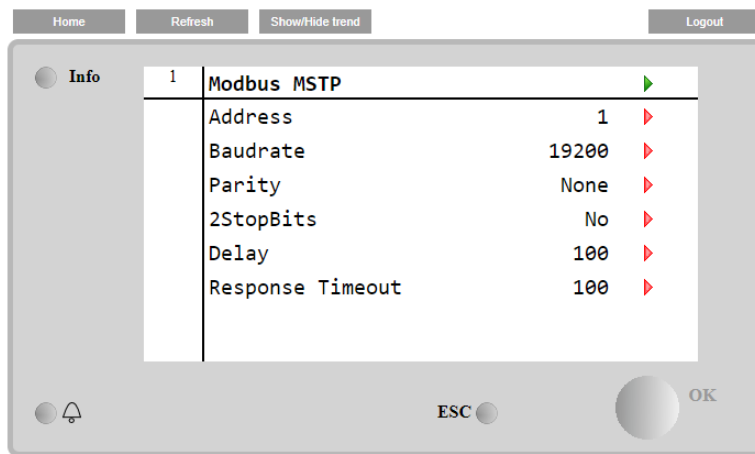 Home Refresh Show/Hide trend Logout
Info
1 Modbus MSTP
Address 1
Baudrate 19200
Parity None
2StopBits No
Delay 100
Response Timeout 100
ESC OK